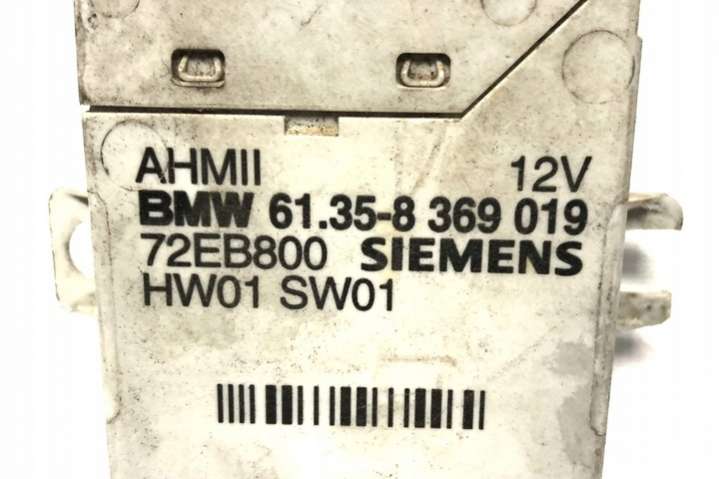 AHMII 12V
BMW 61.35-8 369 019
72EB800 SIEMENS
HW01 SW01